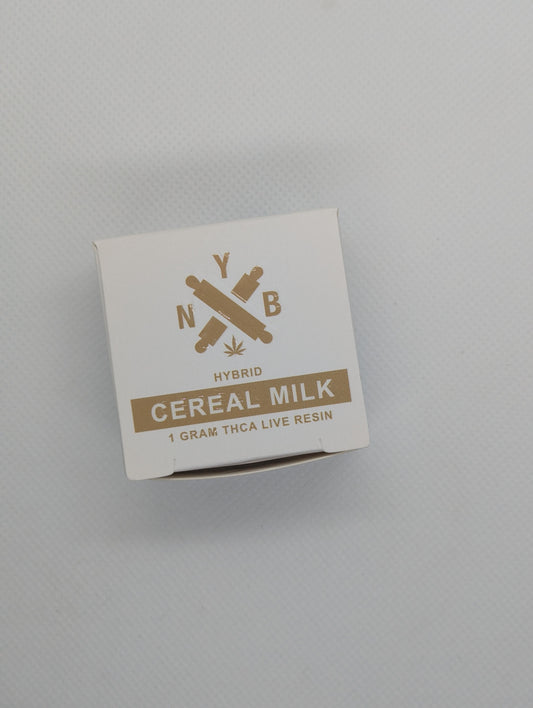 Y
N B
HYBRID
CEREAL MILK
1 GRAM THCA LIVE RESIN